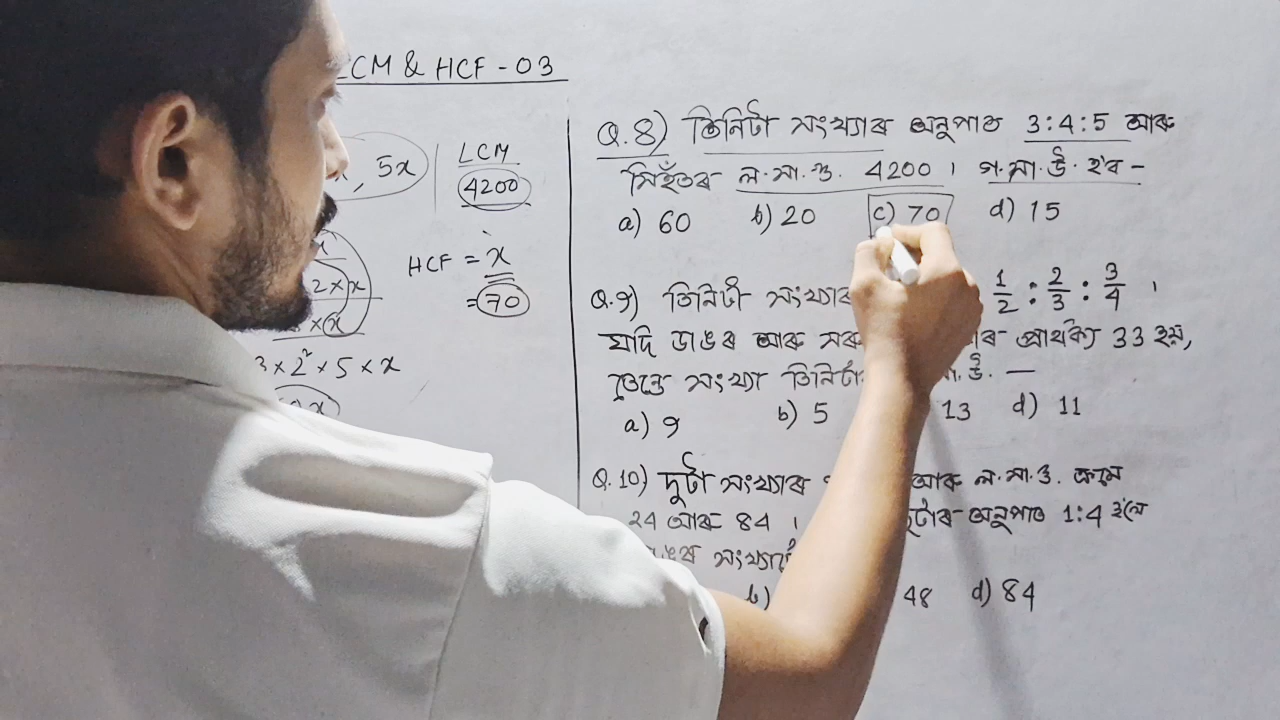 LCM & HCF - 03
, 5x
LCM
4200
HCF = x
= 70
2 × x
× x
3 × 2² × 5 × x
x
Q.8) তিনিটা সংখ্যাৰ অনুপাত 3:4:5 আৰু
সিহঁতৰ ল.সা.গু. 4200, গ.সা.উ. হ'ব -
a) 60 b) 20 c) 70 d) 15
Q.9) তিনিটা সংখ্যাৰ 1/2 : 2/3 : 3/4 ,
যদি ডাঙৰ আৰু সৰু পাৰ্থক্য 33 হয়,
তেন্তে সংখ্যা তিনিটাৰ সা.উ. —
a) 9 b) 5 13 d) 11
Q.10) দুটা সংখ্যাৰ আৰু ল.সা.গু. ক্ৰমে
24 আৰু 84 । অনুপাত 1:4 হ'লে
b) 48 d) 84